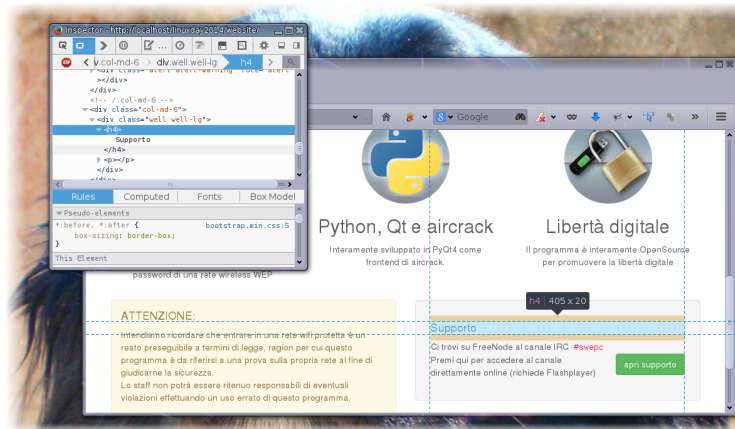 Inspector - http://localhost/linuxday2014/website/
v.col-md-6 div.well.well-lg h4
<div class="alert alert-warning" role="alert
></div>
</div>
<!-- /.col-md-6 -->
<div class="col-md-6">
<div class="well well-lg">
<h4>
Supporto
</h4>
<p></p>
</div>
</div>
Rules Computed Fonts Box Model
Pseudo-elements
*:before, *:after { bootstrap.min.css:5
box-sizing: border-box;
}
This Element
Google
Python, Qt e aircrack
Interamente sviluppato in PyQt4 come
frontend di aircrack.
Libertà digitale
Il programma è interamente OpenSource
per promuovere la libertà digitale
password di una rete wireless WEP
h4 405 x 20
ATTENZIONE:
Intendiamo ricordare che entrare in una rete wifi protetta è un
reato preseguibile a termini di legge, ragion per cui questo
programma è da riferirsi a una prova sulla propria rete al fine di
giudicarne la sicurezza.
Lo staff non potrà essere ritenuo responsabili di eventuali
violazioni effettuando un uso errato di questo programma.
Supporto
Ci trovi su FreeNode al canale IRC #swepc
Premi qui per accedere al canale
direttamente online (richiede Flashplayer)
apri supporto